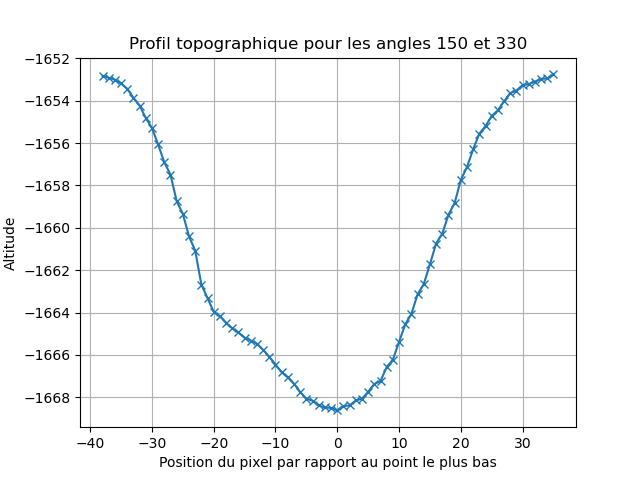 Profil topographique pour les angles 150 et 330
−1652
−1654
−1656
−1658
−1660
−1662
−1664
−1666
−1668
Altitude
−40 −30 −20 −10 0 10 20 30
Position du pixel par rapport au point le plus bas